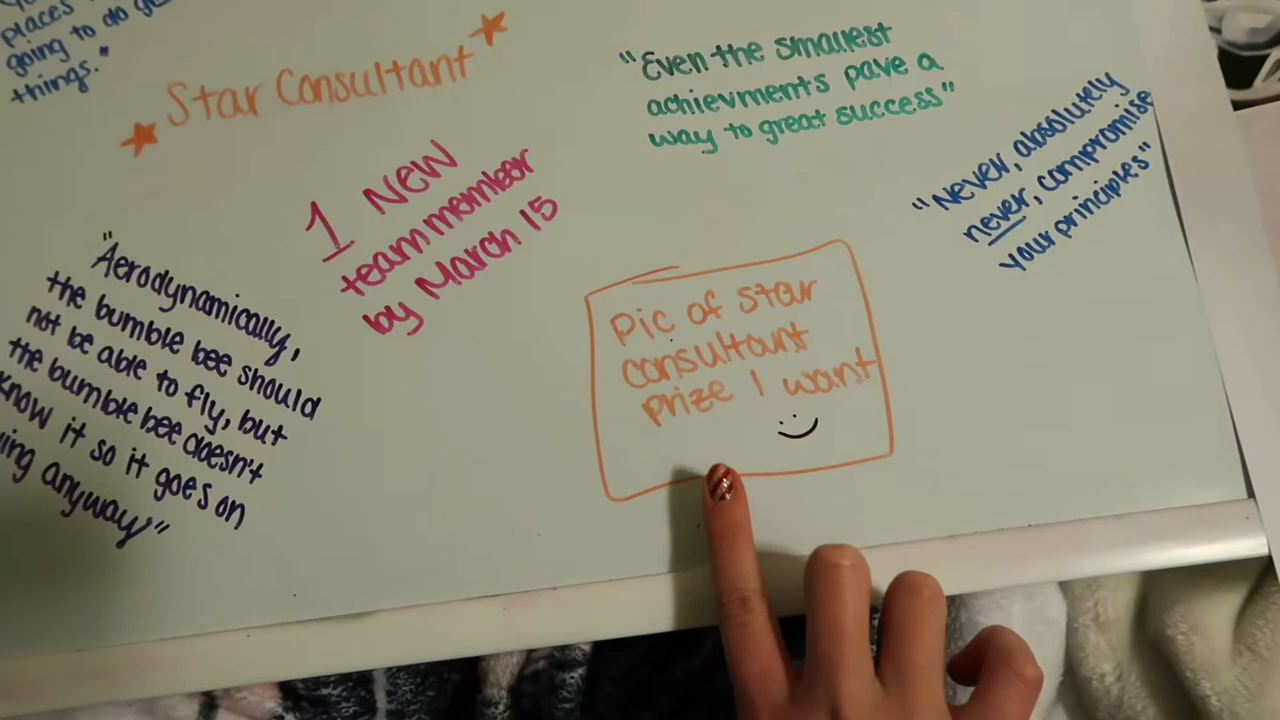 places
going to do
things."
Star Consultant
"Even the smallest
achievments pave a
way to great success"
"Never, absolutely
never, compromise
your principles"
1 New
team member
by March 15
"Aerodynamically,
the bumble bee should
not be able to fly, but
the bumble bee doesn't
know it so it goes on
anyway"
Pic of star
consultant
prize I want